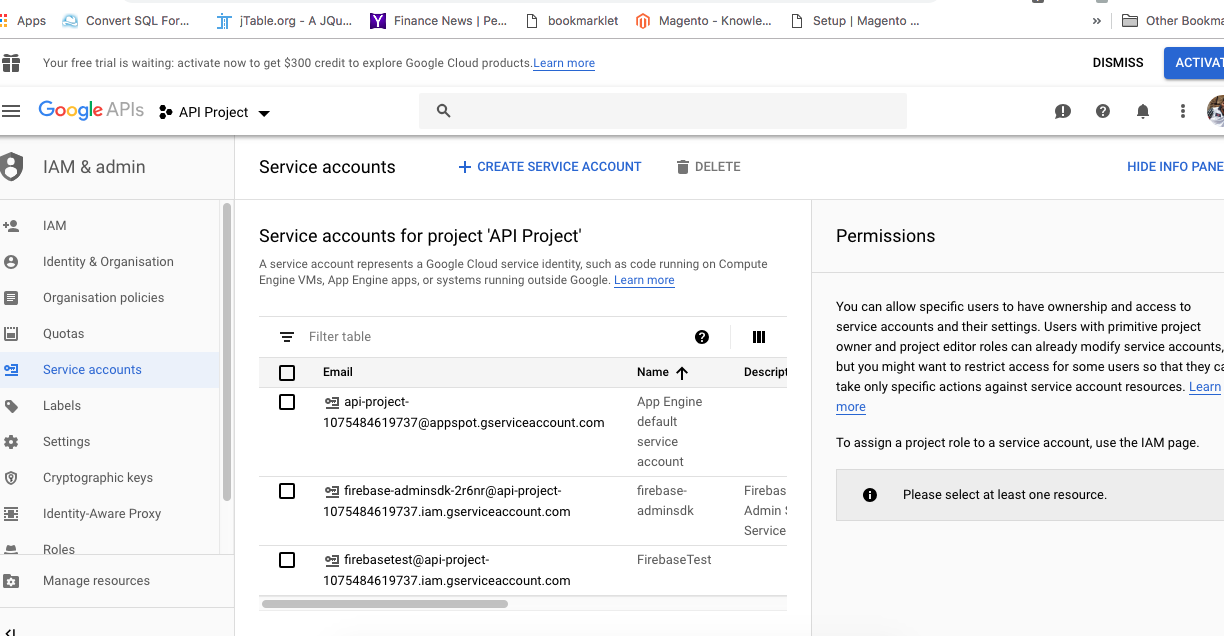 Apps
Convert SQL For...
jTable.org - A JQu...
Finance News | Pe...
bookmarklet
Magento - Knowle...
Setup | Magento ...
»
Other Bookma
Your free trial is waiting: activate now to get $300 credit to explore Google Cloud products.Learn more
DISMISS
ACTIVAT
Google APIs
API Project
IAM & admin
Service accounts
+ CREATE SERVICE ACCOUNT
DELETE
HIDE INFO PANE
IAM
Identity & Organisation
Organisation policies
Quotas
Service accounts
Labels
Settings
Cryptographic keys
Identity-Aware Proxy
Roles
Manage resources
Service accounts for project 'API Project'
A service account represents a Google Cloud service identity, such as code running on Compute
Engine VMs, App Engine apps, or systems running outside Google. Learn more
Filter table
Email
Name
Descript
api-project-
1075484619737@appspot.gserviceaccount.com
App Engine
default
service
account
firebase-adminsdk-2r6nr@api-project-
1075484619737.iam.gserviceaccount.com
firebase-
adminsdk
Firebas
Admin S
Service
firebasetest@api-project-
1075484619737.iam.gserviceaccount.com
FirebaseTest
Permissions
You can allow specific users to have ownership and access to
service accounts and their settings. Users with primitive project
owner and project editor roles can already modify service accounts,
but you might want to restrict access for some users so that they ca
take only specific actions against service account resources. Learn
more
To assign a project role to a service account, use the IAM page.
Please select at least one resource.